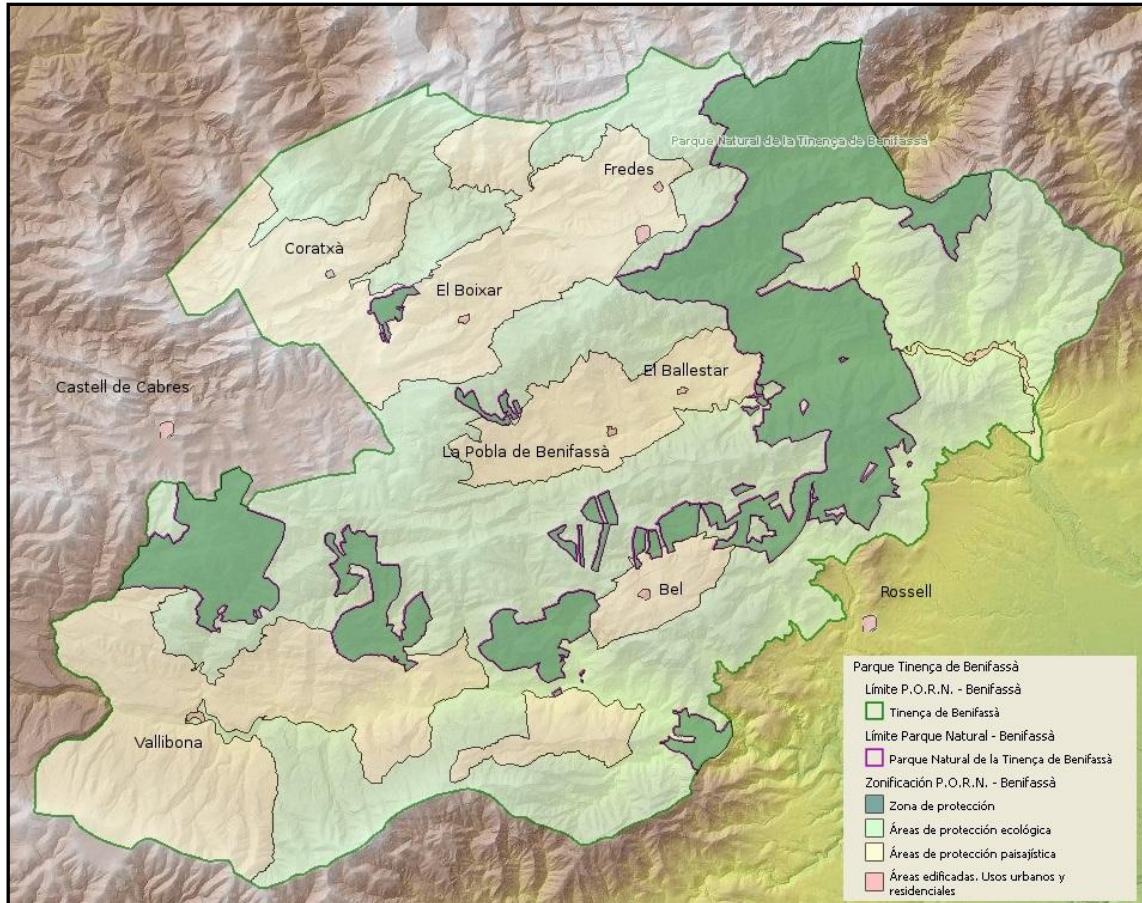 Parque Natural de la Tinença de Benifassà
Fredes
Coratxà
El Boixar
El Ballestar
Castell de Cabres
La Pobla de Benifassà
Bel
Rossell
Vallibona
Parque Tinença de Benifassà
Límite P.O.R.N. - Benifassà
Tinença de Benifassà
Límite Parque Natural - Benifassà
Parque Natural de la Tinença de Benifassà
Zonificación P.O.R.N. - Benifassà
Zona de protección
Áreas de protección ecológica
Áreas de protección paisajística
Áreas edificadas. Usos urbanos y
residenciales